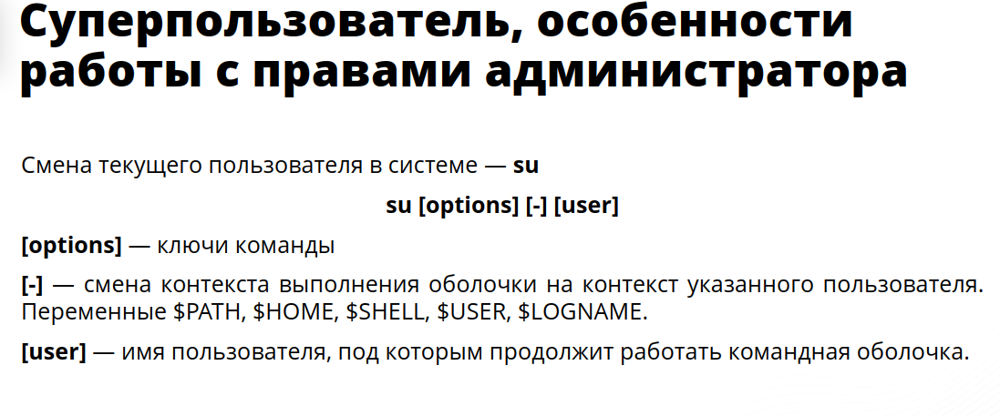 Суперпользователь, особенности
работы с правами администратора
Смена текущего пользователя в системе — su
su [options] [-] [user]
[options] — ключи команды
[-] — смена контекста выполнения оболочки на контекст указанного пользователя.
Переменные $PATH, $HOME, $SHELL, $USER, $LOGNAME.
[user] — имя пользователя, под которым продолжит работать командная оболочка.